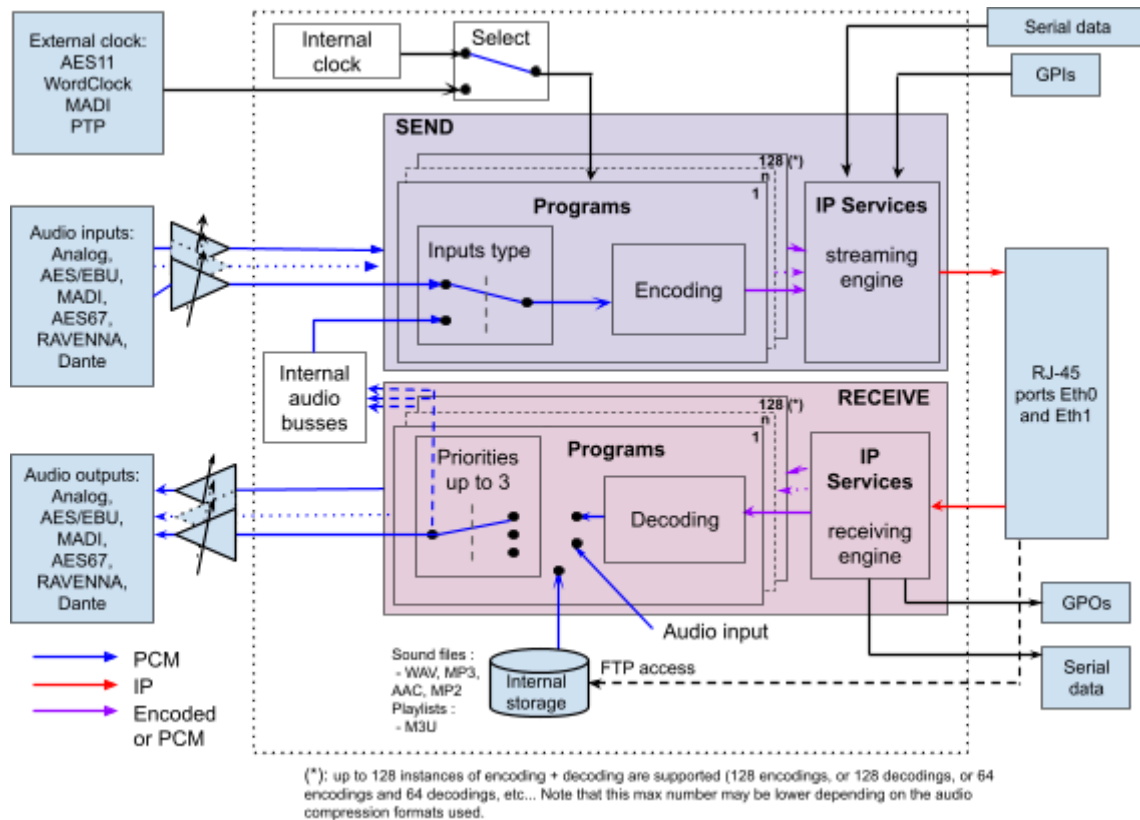 External clock:
AES11
WordClock
MADI
PTP
Internal
clock
Select
Serial data
GPIs
SEND
128 (*)
n
1
Programs
Inputs type
Encoding
IP Services
streaming
engine
Audio inputs:
Analog,
AES/EBU,
MADI,
AES67,
RAVENNA,
Dante
Internal
audio
busses
RJ-45
ports Eth0
and Eth1
RECEIVE
128 (*)
n
1
Programs
Priorities
up to 3
Decoding
IP
Services
receiving
engine
Audio outputs:
Analog,
AES/EBU,
MADI,
AES67,
RAVENNA,
Dante
GPOs
Serial
data
Audio input
FTP access
Sound files :
- WAV, MP3,
AAC, MP2
Playlists :
- M3U
Internal
storage
PCM
IP
Encoded
or PCM
(*): up to 128 instances of encoding + decoding are supported (128 encodings, or 128 decodings, or 64
encodings and 64 decodings, etc... Note that this max number may be lower depending on the audio
compression formats used.